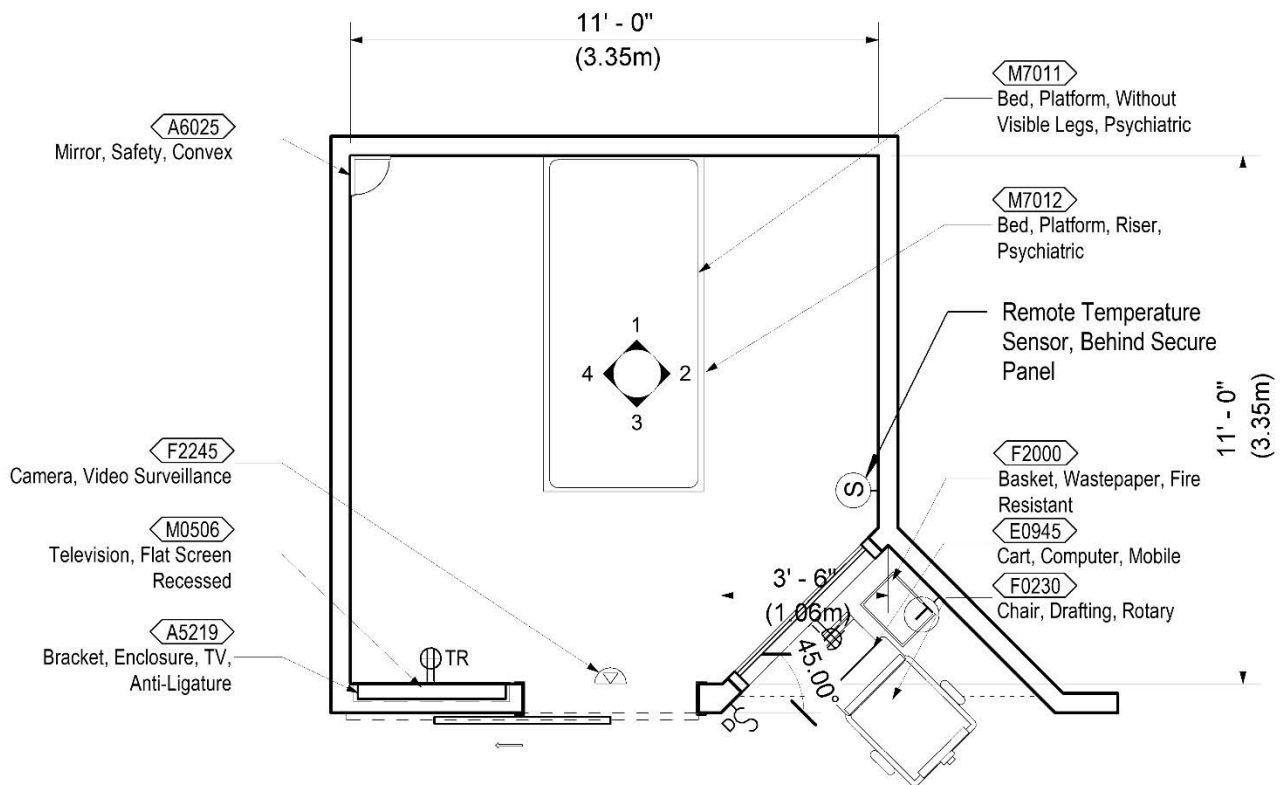 11' - 0"
(3.35m)
A6025
Mirror, Safety, Convex
M7011
Bed, Platform, Without
Visible Legs, Psychiatric
M7012
Bed, Platform, Riser,
Psychiatric
1
4
2
3
Remote Temperature
Sensor, Behind Secure
Panel
11' - 0"
(3.35m)
F2245
Camera, Video Surveillance
S
F2000
Basket, Wastepaper, Fire
Resistant
M0506
Television, Flat Screen
Recessed
E0945
Cart, Computer, Mobile
3' - 6"
(1.06m)
F0230
Chair, Drafting, Rotary
T
A5219
Bracket, Enclosure, TV,
Anti-Ligature
TR
45.00°
S
D